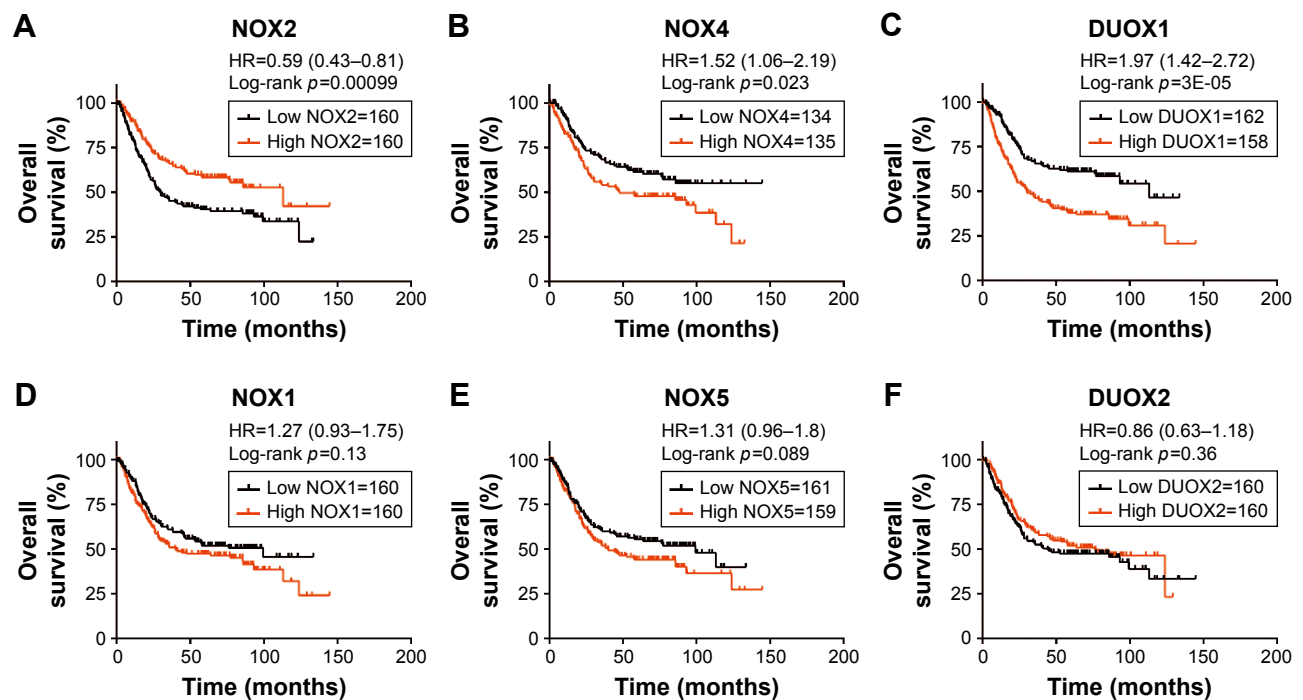 A
NOX2
HR=0.59 (0.43–0.81)
Log-rank p=0.00099
Low NOX2=160
High NOX2=160
Overall
survival (%)
100
75
50
25
0
0 50 100 150 200
Time (months)
B
NOX4
HR=1.52 (1.06–2.19)
Log-rank p=0.023
Low NOX4=134
High NOX4=135
Overall
survival (%)
100
75
50
25
0
0 50 100 150 200
Time (months)
C
DUOX1
HR=1.97 (1.42–2.72)
Log-rank p=3E-05
Low DUOX1=162
High DUOX1=158
Overall
survival (%)
100
75
50
25
0
0 50 100 150 200
Time (months)
D
NOX1
HR=1.27 (0.93–1.75)
Log-rank p=0.13
Low NOX1=160
High NOX1=160
Overall
survival (%)
100
75
50
25
0
0 50 100 150 200
Time (months)
E
NOX5
HR=1.31 (0.96–1.8)
Log-rank p=0.089
Low NOX5=161
High NOX5=159
Overall
survival (%)
100
75
50
25
0
0 50 100 150 200
Time (months)
F
DUOX2
HR=0.86 (0.63–1.18)
Log-rank p=0.36
Low DUOX2=160
High DUOX2=160
Overall
survival (%)
100
75
50
25
0
0 50 100 150 200
Time (months)